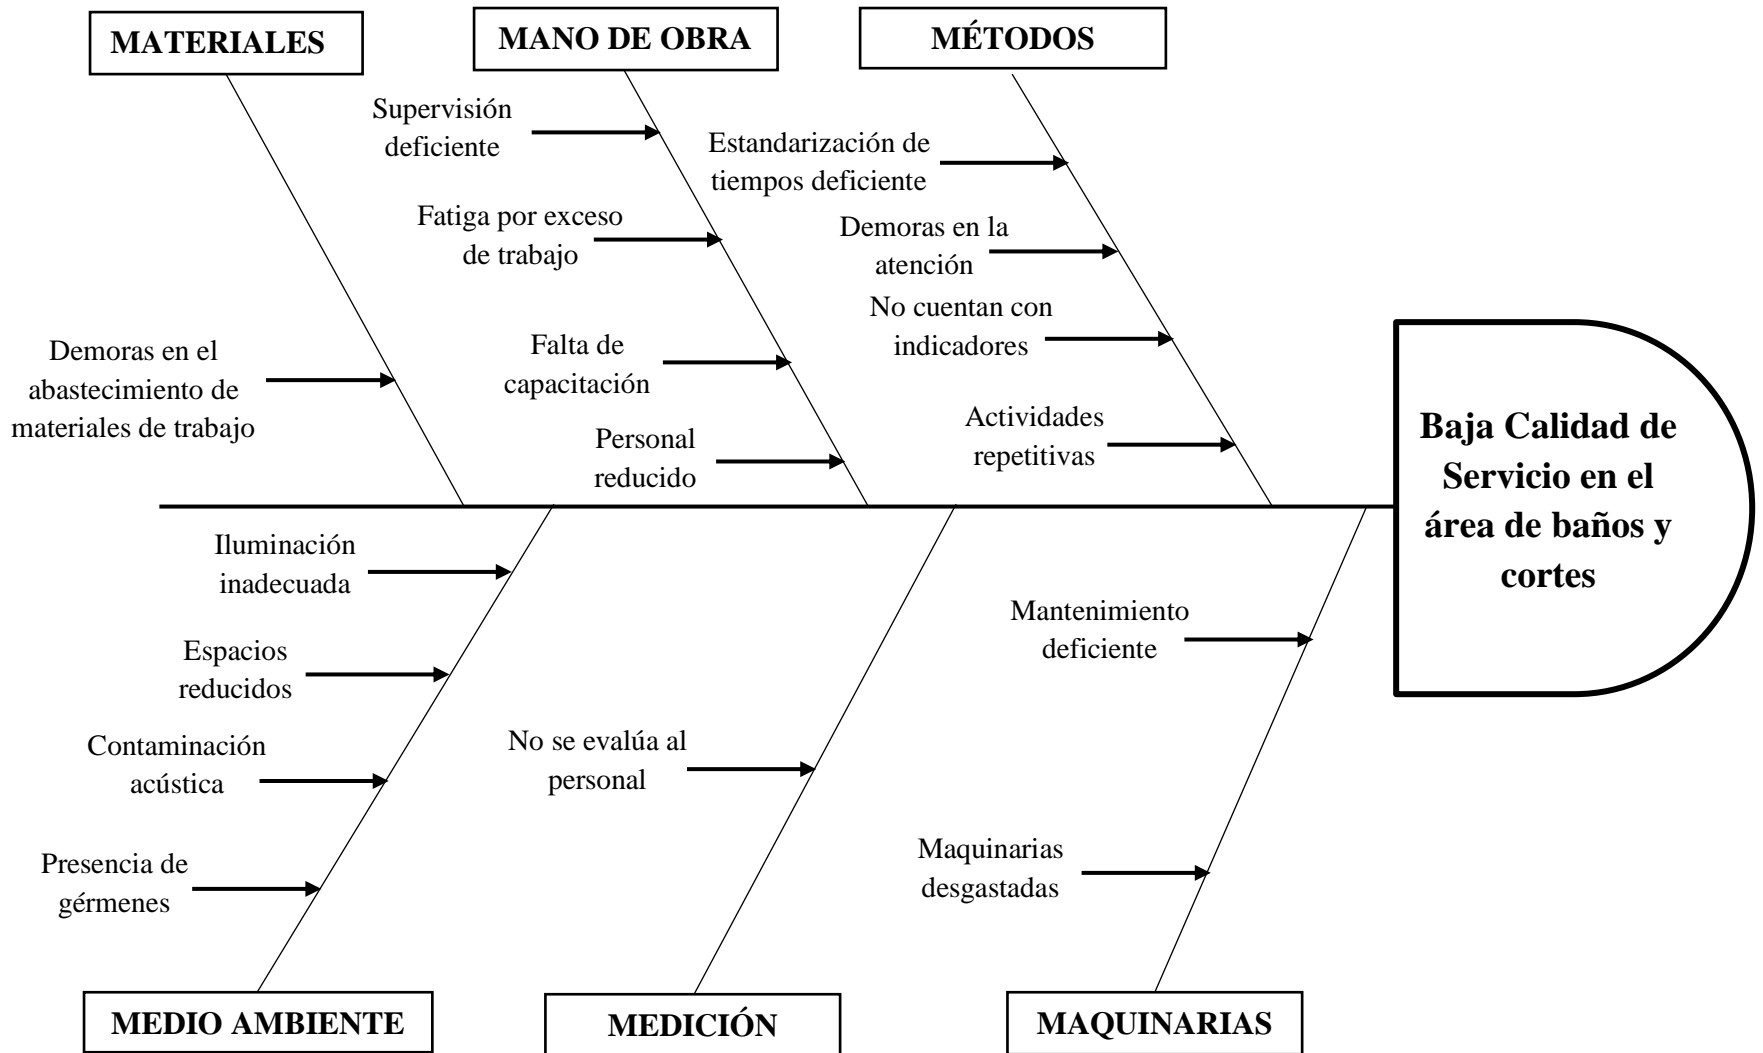 MATERIALES
MANO DE OBRA
MÉTODOS
Supervisión
deficiente
Estandarización de
tiempos deficiente
Fatiga por exceso
de trabajo
Demoras en la
atención
No cuentan con
indicadores
Demoras en el
abastecimiento de
materiales de trabajo
Falta de
capacitación
Actividades
repetitivas
Personal
reducido
Baja Calidad de
Servicio en el
área de baños y
cortes
Iluminación
inadecuada
Mantenimiento
deficiente
Espacios
reducidos
Contaminación
acústica
No se evalúa al
personal
Presencia de
gérmenes
Maquinarias
desgastadas
MEDIO AMBIENTE
MEDICIÓN
MAQUINARIAS